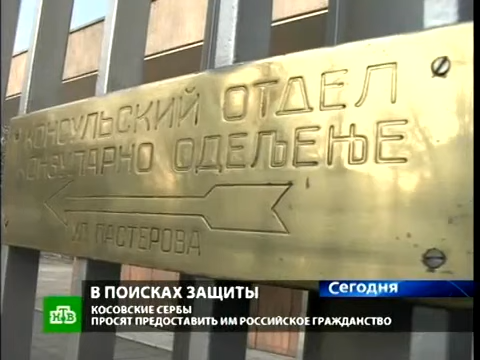 КОНСУЛЬСКИЙ ОТДЕЛ
КОНЗУЛАРНО ОДЕЉЕЊЕ
УЛ ПАСТЕРОВА
В ПОИСКАХ ЗАЩИТЫ
Сегодня
НТВ
КОСОВСКИЕ СЕРБЫ
ПРОСЯТ ПРЕДОСТАВИТЬ ИМ РОССИЙСКОЕ ГРАЖДАНСТВО